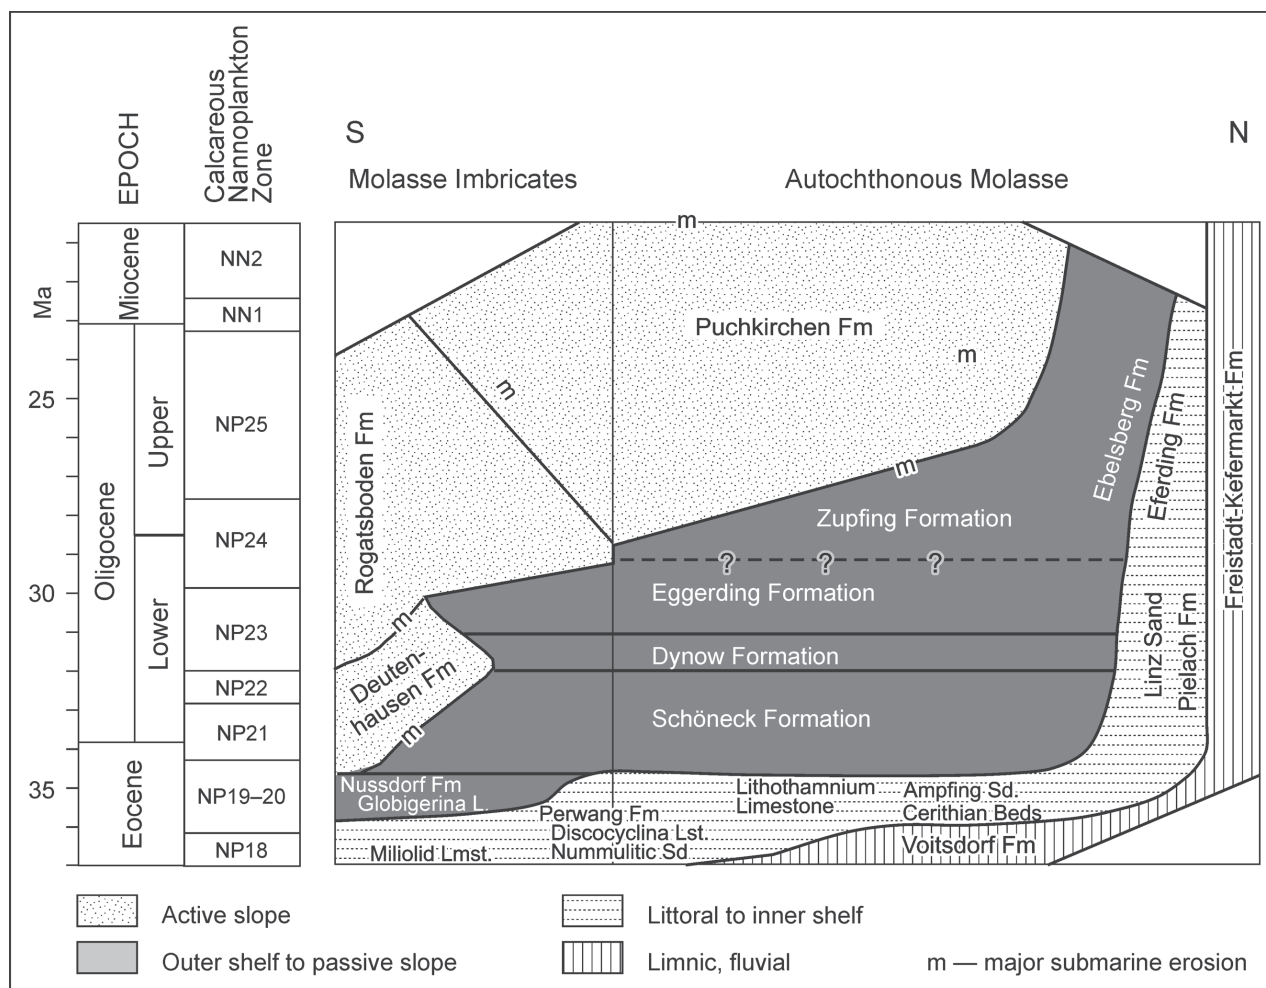 EPOCH
Calcareous
Nannoplankton
Zone
S
N
Molasse Imbricates
Autochthonous Molasse
Ma
25
30
35
Miocene
Oligocene
Upper
Lower
Eocene
NN2
NN1
NP25
NP24
NP23
NP22
NP21
NP19–20
NP18
m
Puchkirchen Fm
m
m
m
Rogatsboden Fm
Ebelsberg Fm
Eferding Fm
Freistadt-Kefermarkt Fm
Zupfing Formation
? ? ?
Eggerding Formation
m
Dynow Formation
Deuten-
hausen Fm
m
Schöneck Formation
Linz Sand
Pielach Fm
Nussdorf Fm
Globigerina L.
Lithothamnium
Limestone
Ampfing Sd.
Cerithian Beds
Perwang Fm
Discocyclina Lst.
Nummulitic Sd
Miliolid Lmst.
Voitsdorf Fm
Active slope
Littoral to inner shelf
Outer shelf to passive slope
Limnic, fluvial
m — major submarine erosion